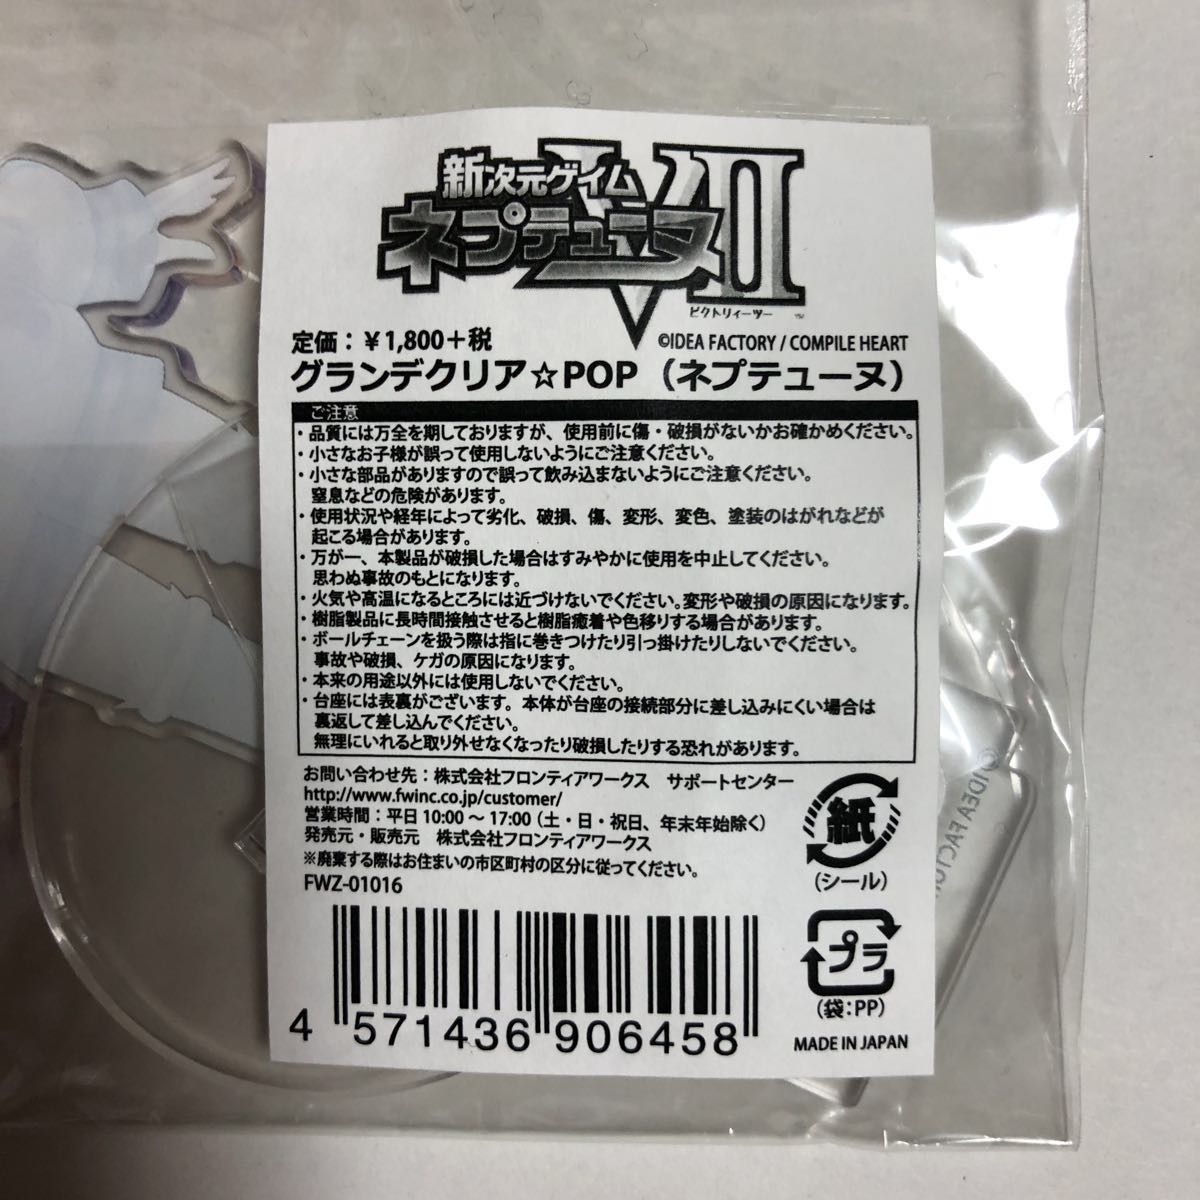 新次元ゲイム
ネプテューヌ
VII
ビクトリィーツー
TM
定価：￥1,800＋税
©IDEA FACTORY / COMPILE HEART
グランデクリア☆POP（ネプテューヌ）
ご注意
・品質には万全を期しておりますが、使用前に傷・破損がないかお確かめください。
・小さなお子様が誤って使用しないようにご注意ください。
・小さな部品がありますので誤って飲み込まないようにご注意ください。
窒息などの危険があります。
・使用状況や経年によって劣化、破損、傷、変形、変色、塗装のはがれなどが
起こる場合があります。
・万が一、本製品が破損した場合はすみやかに使用を中止してください。
思わぬ事故のもとになります。
・火気や高温になるところには近づけないでください。変形や破損の原因になります。
・樹脂製品に長時間接触させると樹脂癒着や色移りする場合があります。
・ボールチェーンを扱う際は指に巻きつけたり引っ掛けたりしないでください。
事故や破損、ケガの原因になります。
・本来の用途以外には使用しないでください。
・台座には表裏がございます。本体が台座の接続部分に差し込みにくい場合は
裏返して差し込んでください。
無理にいれると取り外せなくなったり破損したりする恐れがあります。
お問い合わせ先：株式会社フロンティアワークス　サポートセンター
http://www.fwinc.co.jp/customer/
営業時間：平日 10:00 ～ 17:00（土・日・祝日、年末年始除く）
発売元・販売元　株式会社フロンティアワークス
※廃棄する際はお住まいの市区町村の区分に従ってください。
FWZ-01016
紙
（シール）
プラ
（袋：PP）
MADE IN JAPAN
4 571436 906458
©IDEA FACTO